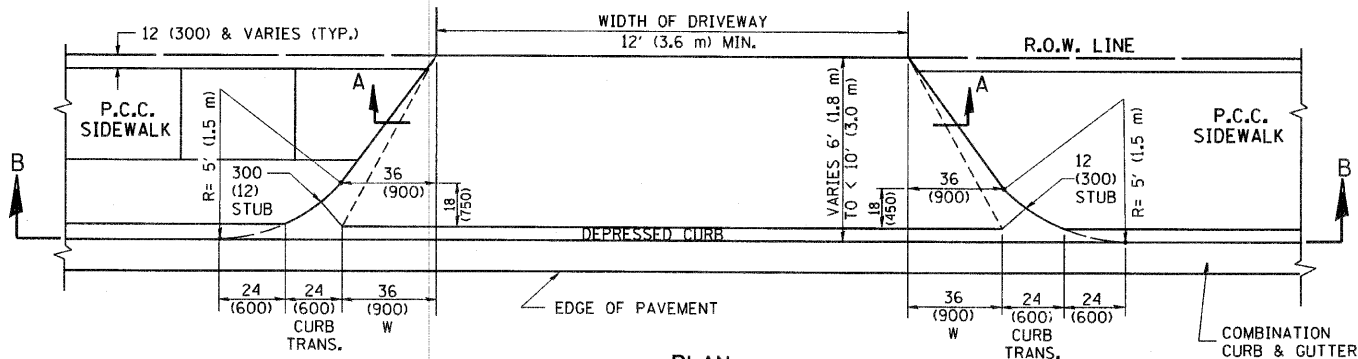 12 (300) & VARIES (TYP.)
WIDTH OF DRIVEWAY
12' (3.6 m) MIN.
R.O.W. LINE
A
A
P.C.C.
SIDEWALK
P.C.C.
SIDEWALK
R= 5' (1.5 m)
VARIES 6' (1.8 m)
TO < 10' (3.0 m)
R= 5' (1.5 m)
B
B
300
(12)
STUB
36
(900)
18
(750)
36
(900)
18
(450)
12
(300)
STUB
DEPRESSED CURB
24
(600)
24
(600)
CURB
TRANS.
36
(900)
W
EDGE OF PAVEMENT
36
(900)
W
24
(600)
CURB
TRANS.
24
(600)
COMBINATION
CURB & GUTTER
PLAN